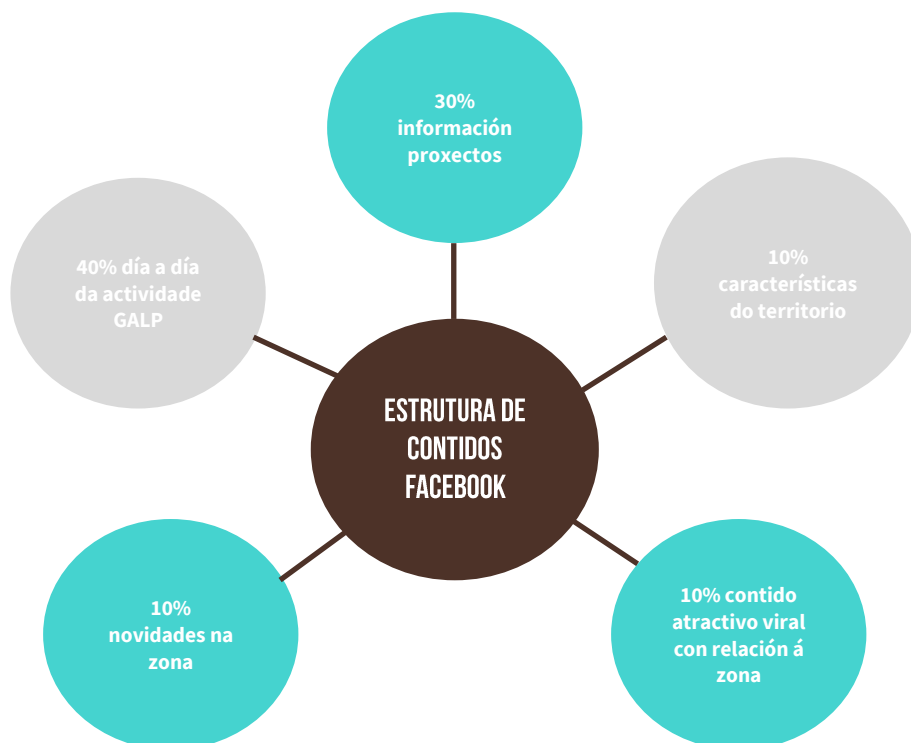 30%
información
proxectos
40% día a día
da actividade
GALP
10%
características
do territorio
ESTRUTURA DE
CONTIDOS
FACEBOOK
10%
novidades na
zona
10% contido
atractivo viral
con relación á
zona